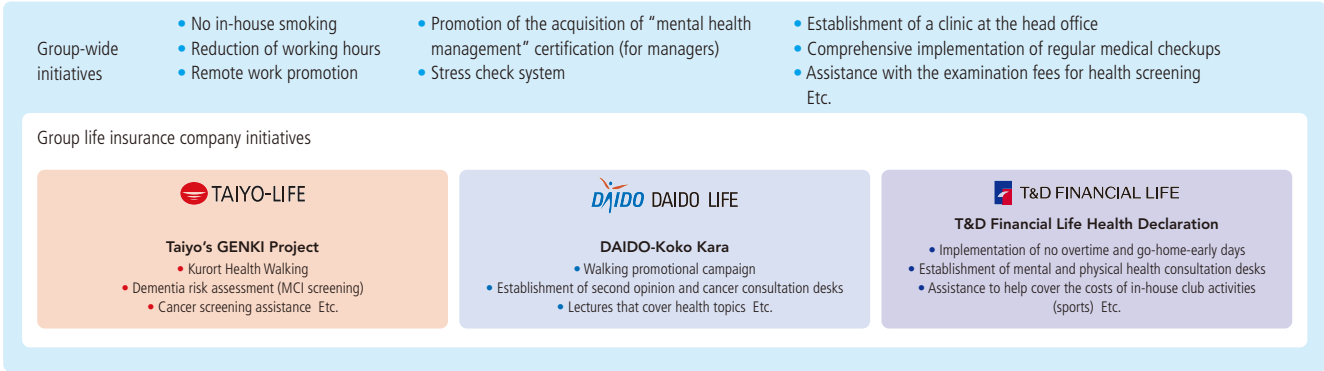 Group-wide
initiatives
• No in-house smoking
• Reduction of working hours
• Remote work promotion
• Promotion of the acquisition of “mental health
management” certification (for managers)
• Stress check system
• Establishment of a clinic at the head office
• Comprehensive implementation of regular medical checkups
• Assistance with the examination fees for health screening
Etc.
Group life insurance company initiatives
TAIYO-LIFE
Taiyo’s GENKI Project
• Kurort Health Walking
• Dementia risk assessment (MCI screening)
• Cancer screening assistance Etc.
DAIDO DAIDO LIFE
DAIDO-Koko Kara
• Walking promotional campaign
• Establishment of second opinion and cancer consultation desks
• Lectures that cover health topics Etc.
T&D FINANCIAL LIFE
T&D Financial Life Health Declaration
• Implementation of no overtime and go-home-early days
• Establishment of mental and physical health consultation desks
• Assistance to help cover the costs of in-house club activities
(sports) Etc.